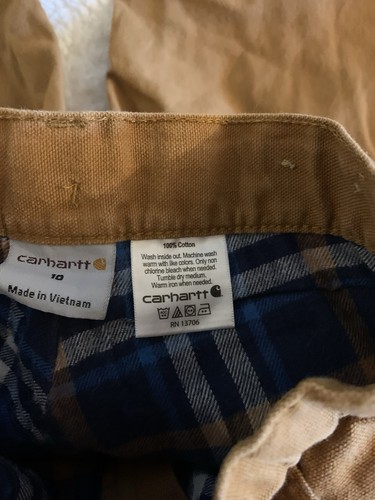 carhartt
10
Made in Vietnam
100% Cotton
Wash inside out. Machine wash
warm with like colors. Only non
chlorine bleach when needed.
Tumble dry medium.
Warm iron when needed.
carhartt
RN 13706